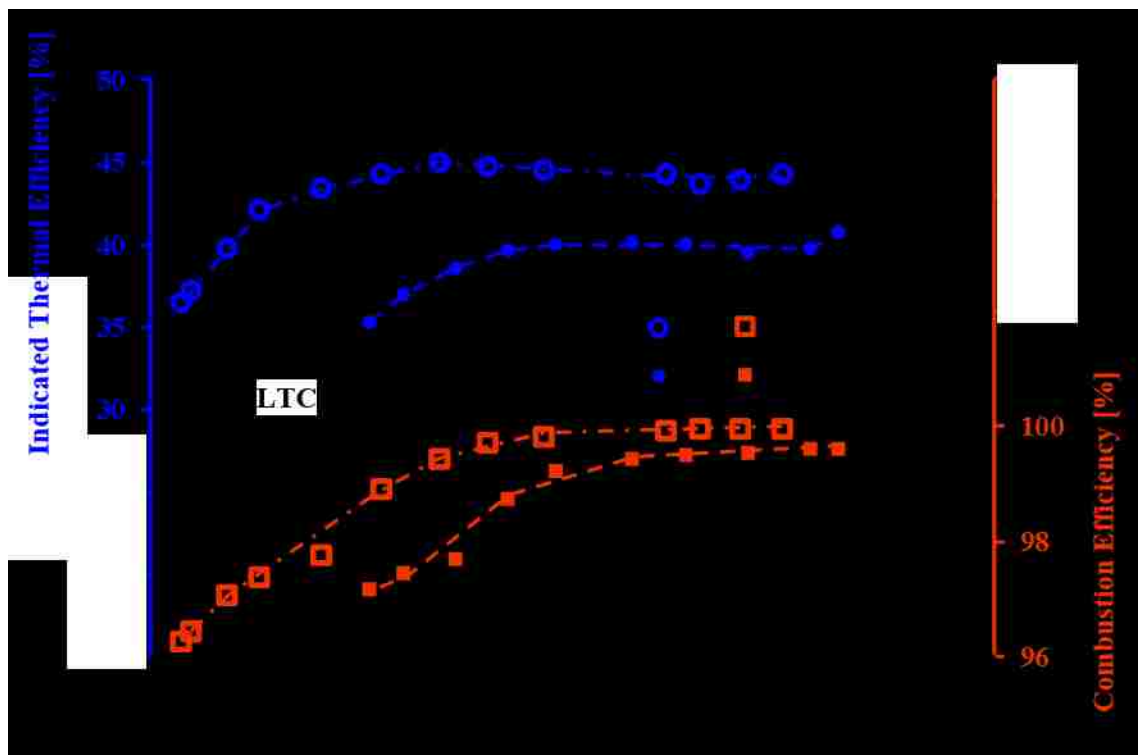 Indicated Thermal Efficiency [%]
50
45
40
35
30
LTC
100
98
96
Combustion Efficiency [%]